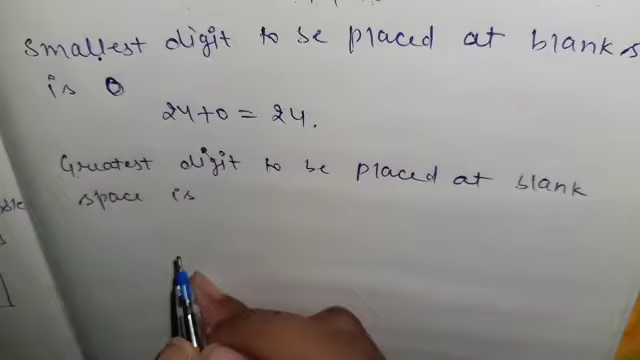 Smallest digit to be placed at blank s
is 0
24+0 = 24.
Greatest digit to be placed at blank
space is